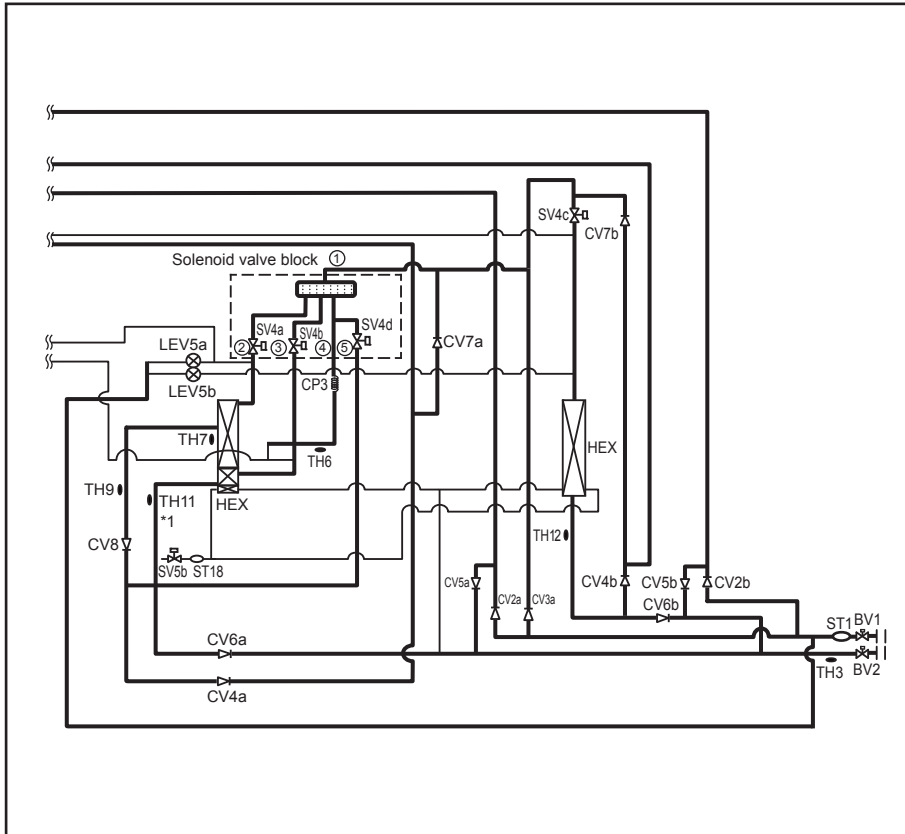 SV4c
CV7b
Solenoid valve block ①
SV4a
SV4b
SV4d
② ③ ④ ⑤
CV7a
LEV5a
LEV5b
CP3
TH7
TH6
HEX
TH9
TH11
*1
HEX
TH12
CV8
SV5b
ST18
CV5a
CV2a
CV3a
CV4b
CV5b
CV2b
CV6b
ST1
BV1
CV6a
TH3
BV2
CV4a